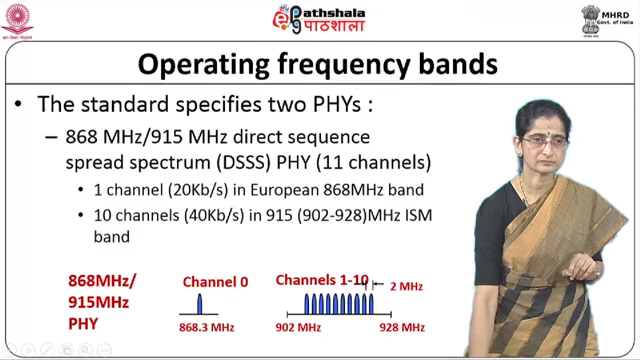 Pathshala
पाठशाला
MHRD
Govt. of India
Operating frequency bands
• The standard specifies two PHYs :
– 868 MHz/915 MHz direct sequence
spread spectrum (DSSS) PHY (11 channels)
• 1 channel (20Kb/s) in European 868MHz band
• 10 channels (40Kb/s) in 915 (902-928)MHz ISM
band
868MHz/
915MHz
PHY
Channel 0
868.3 MHz
Channels 1-10
2 MHz
902 MHz
928 MHz